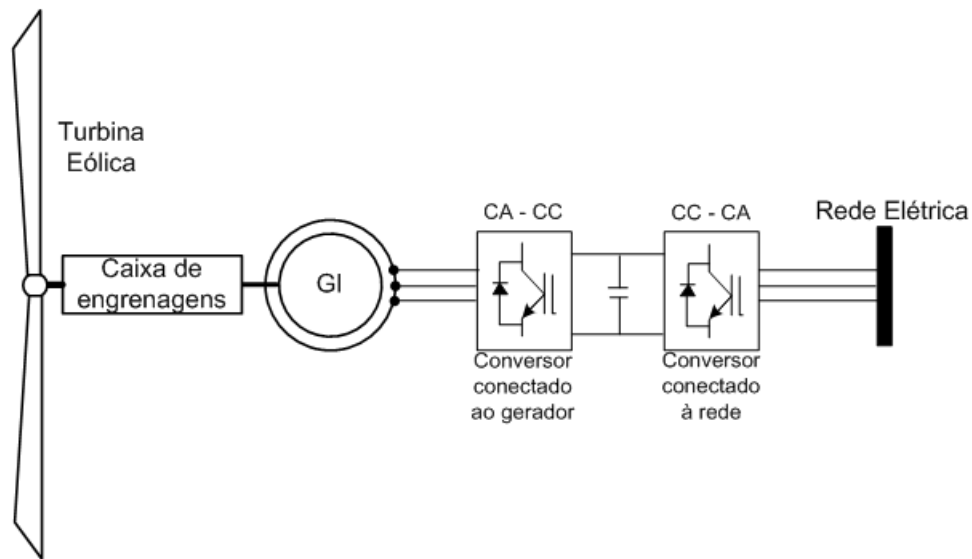 Turbina
Eólica
Caixa de
engrenagens
GI
CA - CC
Conversor
conectado
ao gerador
CC - CA
Conversor
conectado
à rede
Rede Elétrica